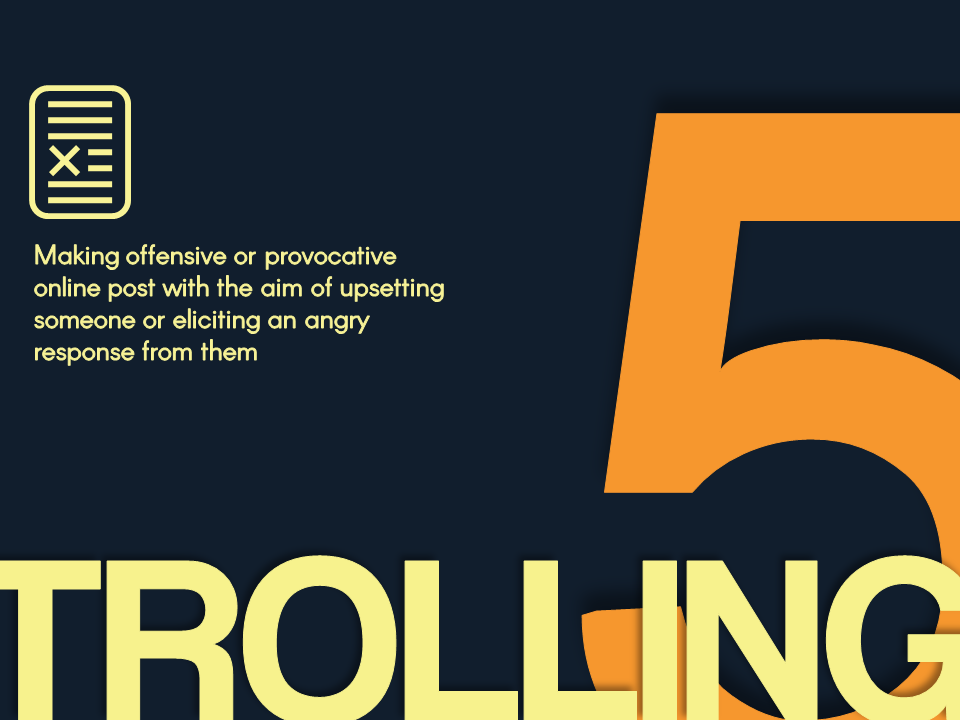 5
Making offensive or provocative
online post with the aim of upsetting
someone or eliciting an angry
response from them
TROLLING